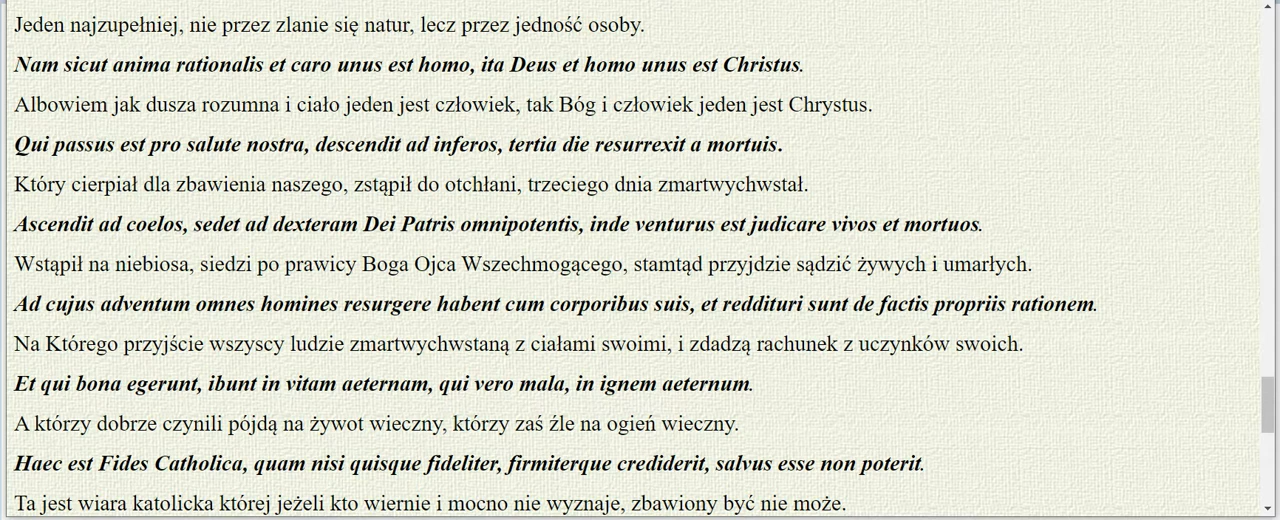 Jeden najzupełniej, nie przez zlanie się natur, lecz przez jedność osoby.
Nam sicut anima rationalis et caro unus est homo, ita Deus et homo unus est Christus.
Albowiem jak dusza rozumna i ciało jeden jest człowiek, tak Bóg i człowiek jeden jest Chrystus.
Qui passus est pro salute nostra, descendit ad inferos, tertia die resurrexit a mortuis.
Który cierpiał dla zbawienia naszego, zstąpił do otchłani, trzeciego dnia zmartwychwstał.
Ascendit ad coelos, sedet ad dexteram Dei Patris omnipotentis, inde venturus est judicare vivos et mortuos.
Wstąpił na niebiosa, siedzi po prawicy Boga Ojca Wszechmogącego, stamtąd przyjdzie sądzić żywych i umarłych.
Ad cujus adventum omnes homines resurgere habent cum corporibus suis, et reddituri sunt de factis propriis rationem.
Na Którego przyjście wszyscy ludzie zmartwychwstaną z ciałami swoimi, i zdadzą rachunek z uczynków swoich.
Et qui bona egerunt, ibunt in vitam aeternam, qui vero mala, in ignem aeternum.
A którzy dobrze czynili pójdą na żywot wieczny, którzy zaś źle na ogień wieczny.
Haec est Fides Catholica, quam nisi quisque fideliter, firmiterque crediderit, salvus esse non poterit.
Ta jest wiara katolicka której jeżeli kto wiernie i mocno nie wyznaje, zbawiony być nie może.